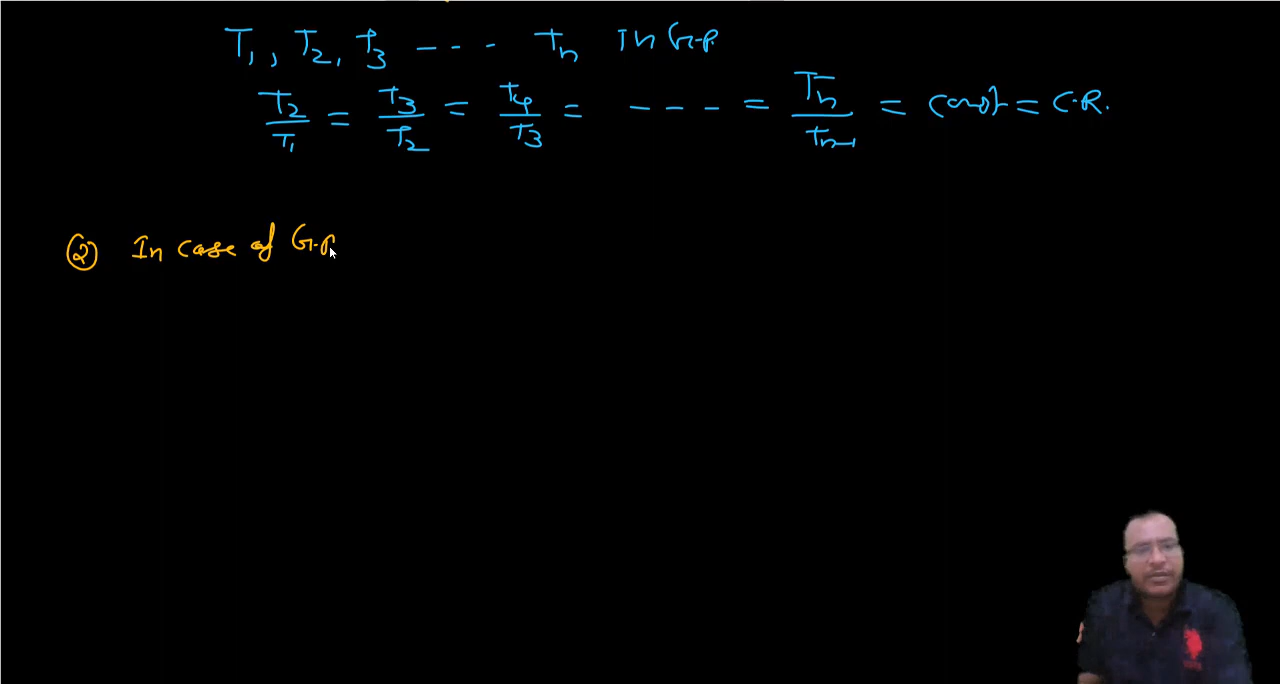 T₁, T₂, T₃ --- Tₙ in G.P.
T₂/T₁ = T₃/T₂ = T₄/T₃ = ---- = Tₙ/Tₙ₋₁ = const = C.R.
② In case of G.P